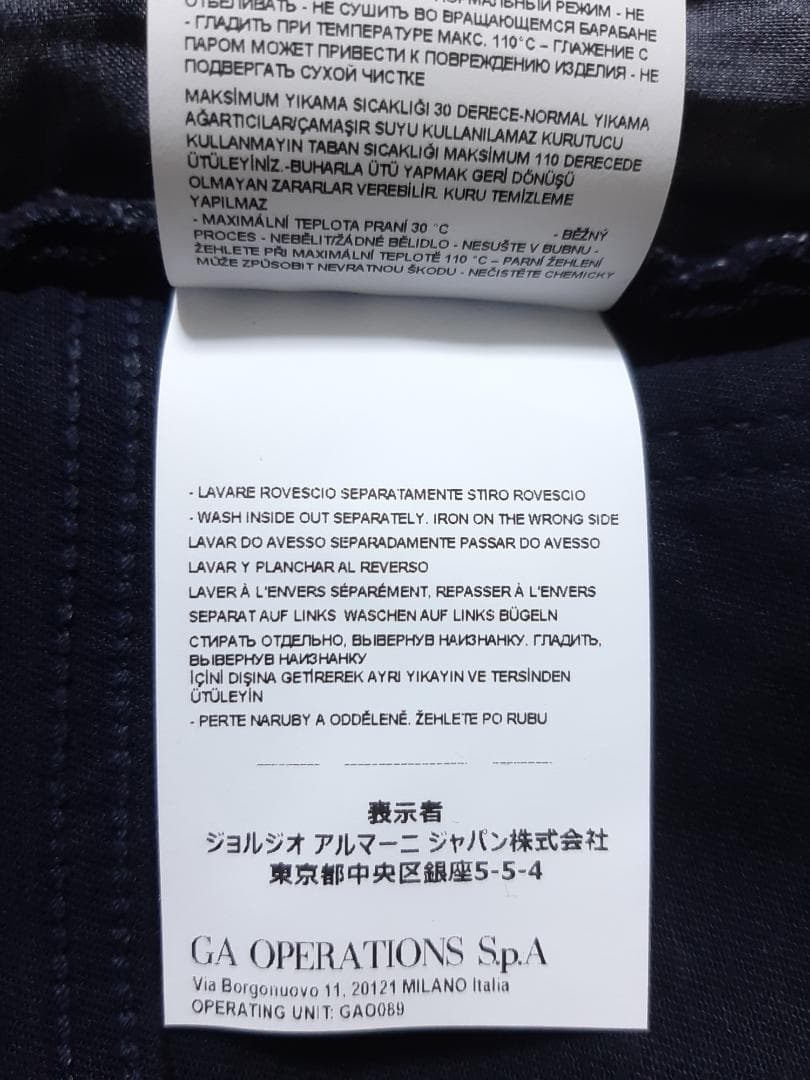 ОТБЕЛИВАТЬ - НЕ СУШИТЬ ВО ВРАЩАЮЩЕМСЯ БАРАБАНЕ
- ГЛАДИТЬ ПРИ ТЕМПЕРАТУРЕ МАКС. 110°C – ГЛАЖЕНИЕ С
ПАРОМ МОЖЕТ ПРИВЕСТИ К ПОВРЕЖДЕНИЮ ИЗДЕЛИЯ - НЕ
ПОДВЕРГАТЬ СУХОЙ ЧИСТКЕ
MAKSİMUM YIKAMA SICAKLIĞI 30 DERECE-NORMAL YIKAMA
AĞARTICILAR/ÇAMAŞIR SUYU KULLANILAMAZ KURUTUCU
KULLANMAYIN TABAN SICAKLIĞI MAKSİMUM 110 DERECEDE
ÜTÜLEYİNİZ.-BUHARLA ÜTÜ YAPMAK GERİ DÖNÜŞÜ
OLMAYAN ZARARLAR VEREBİLİR. KURU TEMİZLEME
YAPILMAZ
- MAXIMÁLNÍ TEPLOTA PRANÍ 30 °C - BĚŽNÝ
PROCES - NEBĚLIT/ŽÁDNÉ BĚLIDLO - NESUŠTE V BUBNU -
ŽEHLETE PŘI MAXIMÁLNÍ TEPLOTĚ 110 °C – PARNÍ ŽEHLENÍ
MŮŽE ZPŮSOBIT NEVRATNOU ŠKODU - NEČISTĚTE CHEMICKY
- LAVARE ROVESCIO SEPARATAMENTE STIRO ROVESCIO
- WASH INSIDE OUT SEPARATELY. IRON ON THE WRONG SIDE
LAVAR DO AVESSO SEPARADAMENTE PASSAR DO AVESSO
LAVAR Y PLANCHAR AL REVERSO
LAVER À L'ENVERS SÉPARÉMENT, REPASSER À L'ENVERS
SEPARAT AUF LINKS WASCHEN AUF LINKS BÜGELN
СТИРАТЬ ОТДЕЛЬНО, ВЫВЕРНУВ НАИЗНАНКУ. ГЛАДИТЬ,
ВЫВЕРНУВ НАИЗНАНКУ
İÇİNİ DIŞINA GETİREREK AYRI YIKAYIN VE TERSİNDEN
ÜTÜLEYİN
- PERTE NARUBY A ODDĚLENĚ. ŽEHLETE PO RUBU
表示者
ジョルジオ アルマーニ ジャパン株式会社
東京都中央区銀座5-5-4
GA OPERATIONS S.p.A
Via Borgonuovo 11, 20121 MILANO Italia
OPERATING UNIT: GAO089